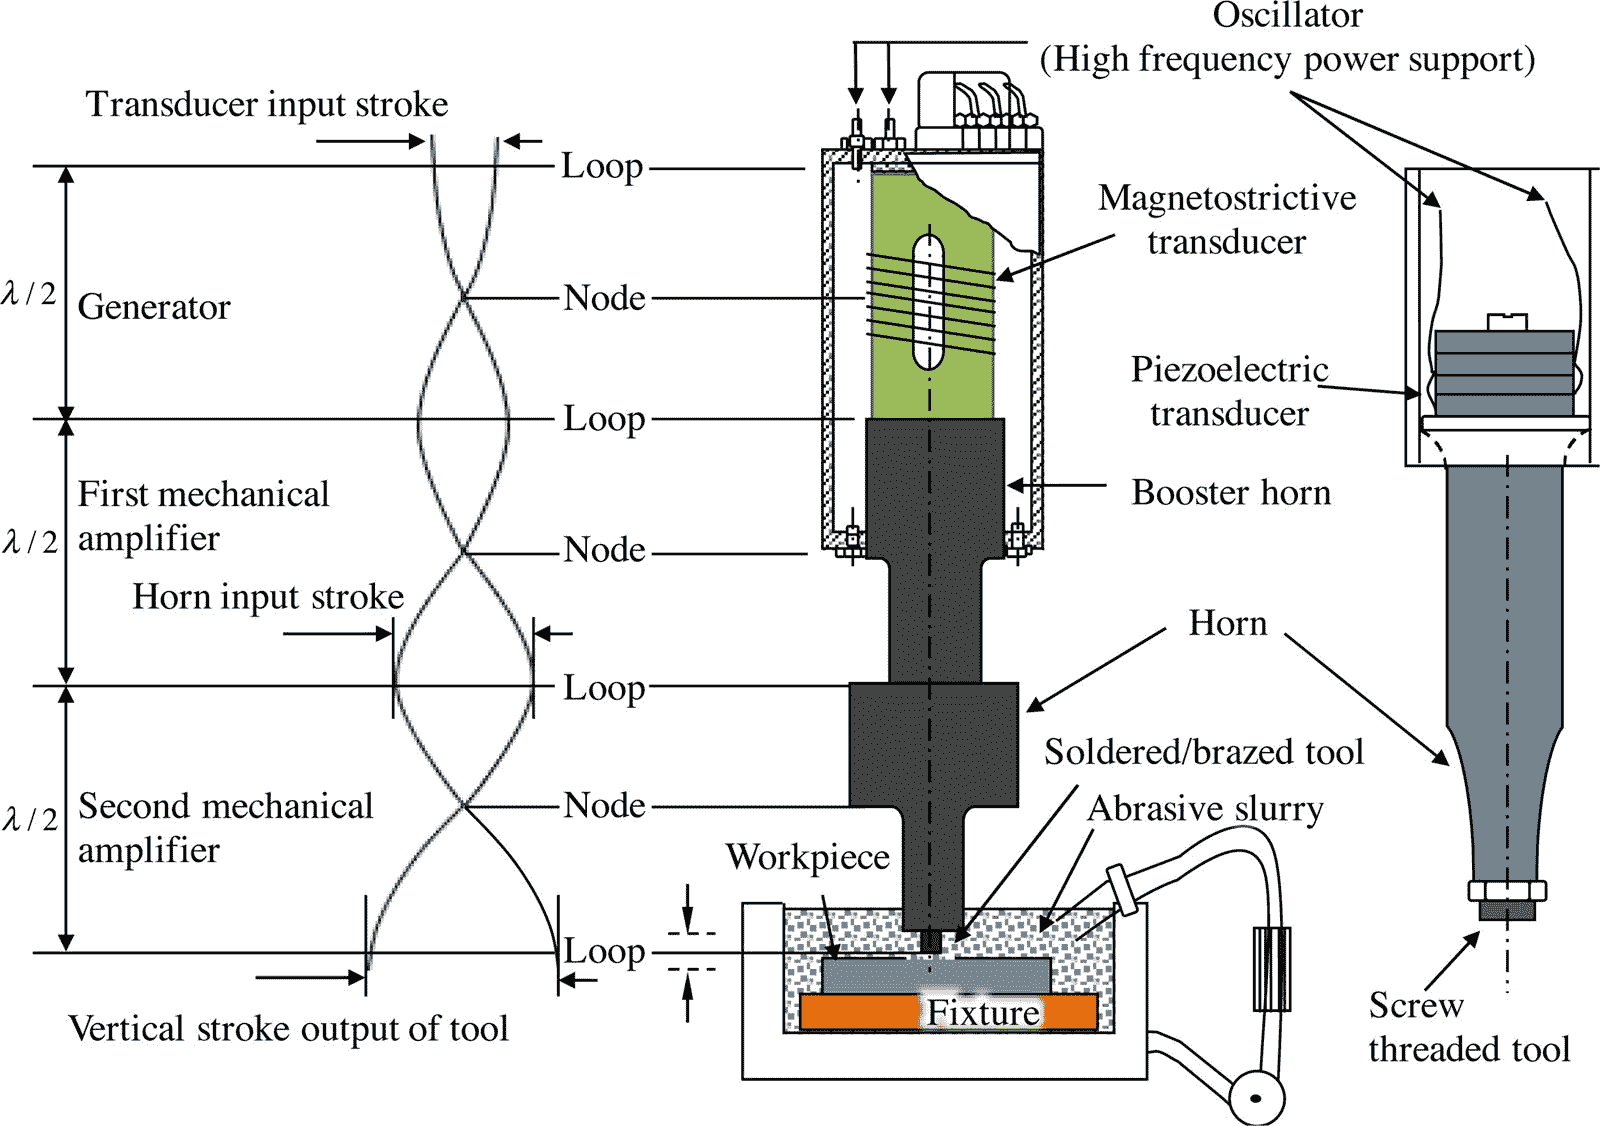 Oscillator
(High frequency power support)
Transducer input stroke
Loop
Magnetostrictive
transducer
λ/2
Generator
Node
Piezoelectric
transducer
Loop
First mechanical
amplifier
λ/2
Booster horn
Node
Horn input stroke
Horn
Loop
Soldered/brazed tool
Second mechanical
amplifier
λ/2
Node
Abrasive slurry
Workpiece
Loop
Fixture
Vertical stroke output of tool
Screw
threaded tool